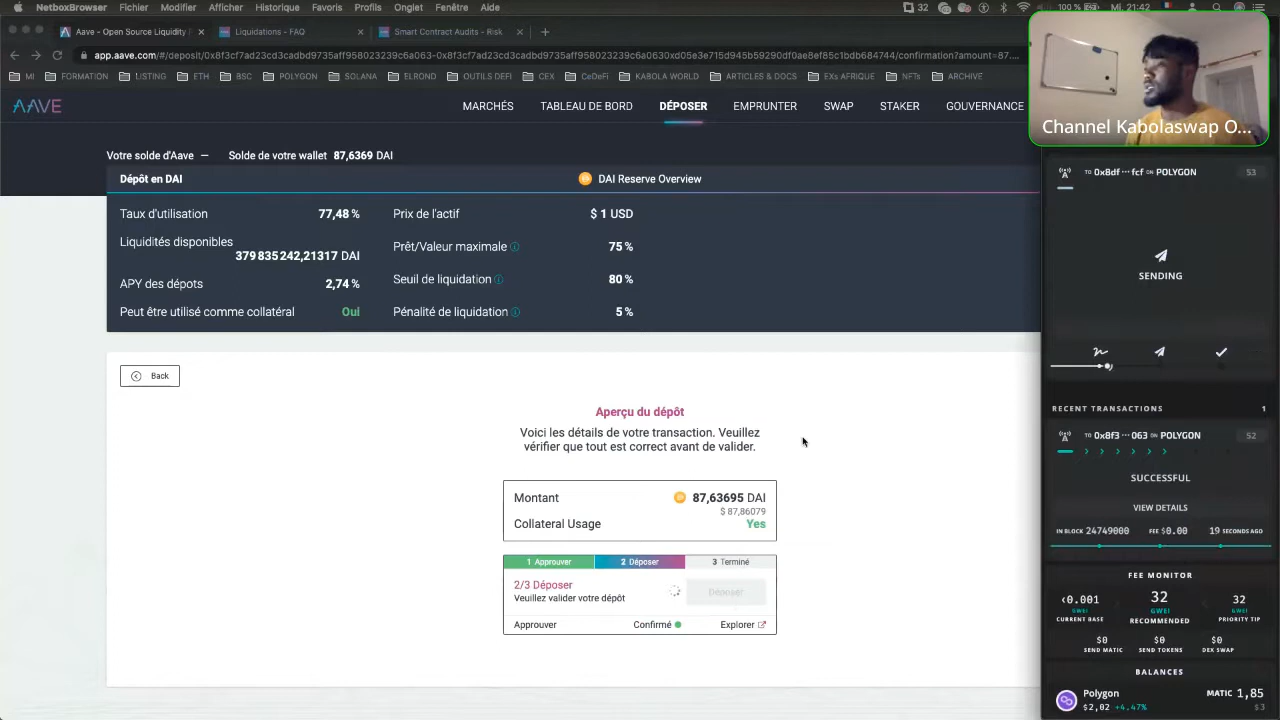 NetboxBrowser Fichier Modifier Afficher Historique Favoris Profils Onglet Fenêtre Aide
32 100 % Mi. 21:42
Aave - Open Source Liquidity
Liquidations - FAQ
Smart Contract Audits - Risk
app.aave.com/#/deposit/0x8f3cf7ad23cd3cadbd9735aff958023239c6a063-0x8f3cf7ad23cd3cadbd9735aff958023239c6a0630xd05e3e715d945b59290df0ae8ef85c1bdb684744/confirmation?amount=87....
MI FORMATION LISTING ETH BSC POLYGON SOLANA ELROND OUTILS DEFI CEX CeDeFi KABOLA WORLD ARTICLES & DOCS EXs AFRIQUE NFTs ARCHIVE
AAVE
MARCHÉS TABLEAU DE BORD DÉPOSER EMPRUNTER SWAP STAKER GOUVERNANCE
Channel Kabolaswap O...
Votre solde d'Aave — Solde de votre wallet 87,6369 DAI
Dépôt en DAI
DAI Reserve Overview
Taux d'utilisation 77,48 %
Prix de l'actif $ 1 USD
Liquidités disponibles
379 835 242,21317 DAI
Prêt/Valeur maximale 75 %
APY des dépots 2,74 %
Seuil de liquidation 80 %
Peut être utilisé comme collatéral Oui
Pénalité de liquidation 5 %
Back
Aperçu du dépôt
Voici les détails de votre transaction. Veuillez
vérifier que tout est correct avant de valider.
Montant 87,63695 DAI
$ 87,86079
Collateral Usage Yes
1 Approuver 2 Déposer 3 Terminé
2/3 Déposer
Veuillez valider votre dépôt
Déposer
Approuver Confirmé Explorer
TO 0x8df ··· fcf ON POLYGON 53
SENDING
RECENT TRANSACTIONS 1
TO 0x8f3 ··· 063 ON POLYGON 52
SUCCESSFUL
VIEW DETAILS
IN BLOCK 24749000 FEE $0.00 19 SECONDS AGO
FEE MONITOR
<0.001 32 32
GWEI GWEI GWEI
CURRENT BASE RECOMMENDED PRIORITY TIP
$0 $0 $0
SEND MATIC SEND TOKENS DEX SWAP
BALANCES
Polygon MATIC 1,85
$2,02 +4.47% $3